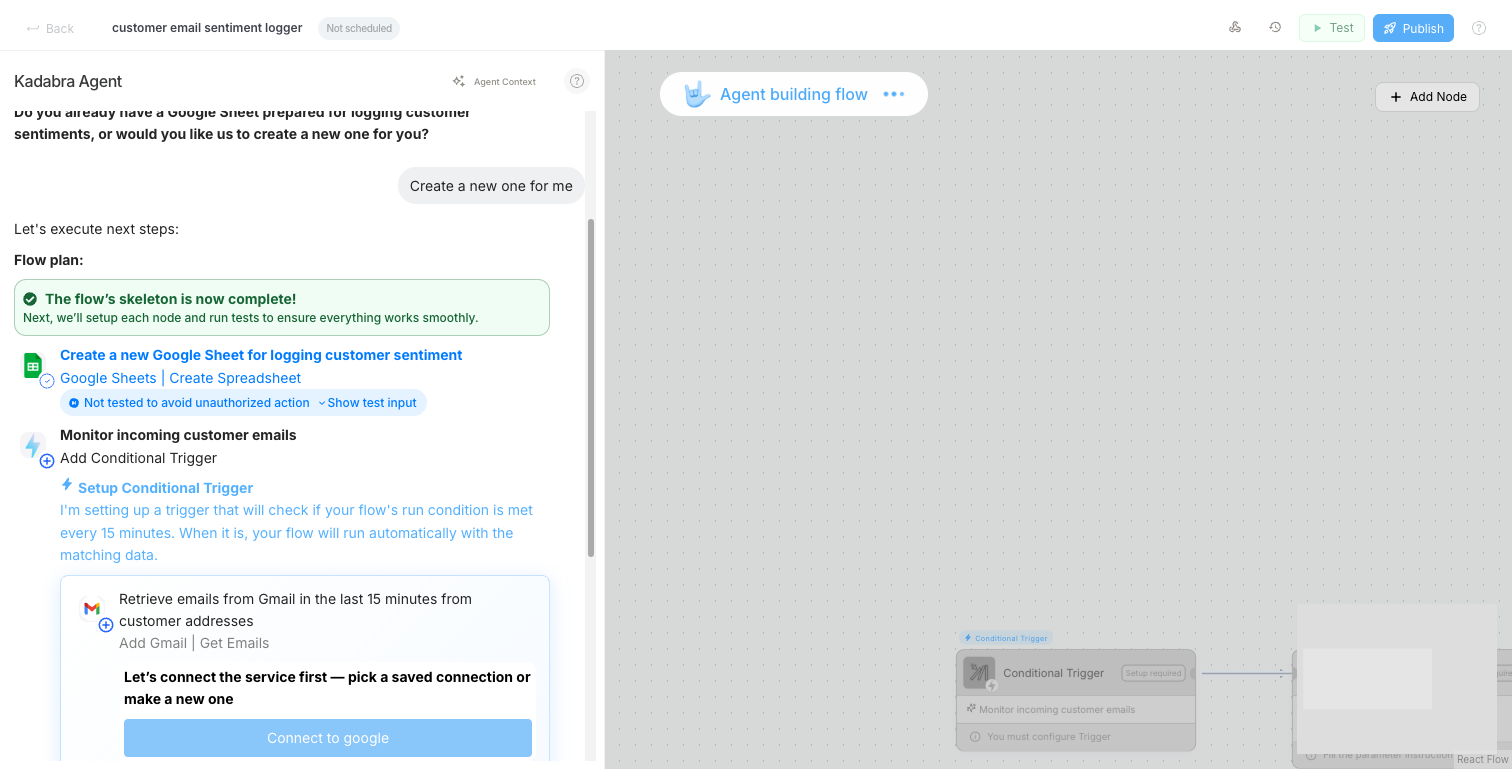 Back
customer email sentiment logger
Not scheduled
Test
Publish
Kadabra Agent
Agent Context
Do you already have a Google Sheet prepared for logging customer
sentiments, or would you like us to create a new one for you?
Create a new one for me
Let's execute next steps:
Flow plan:
The flow's skeleton is now complete!
Next, we'll setup each node and run tests to ensure everything works smoothly.
Create a new Google Sheet for logging customer sentiment
Google Sheets | Create Spreadsheet
Not tested to avoid unauthorized action Show test input
Monitor incoming customer emails
Add Conditional Trigger
Setup Conditional Trigger
I'm setting up a trigger that will check if your flow's run condition is met
every 15 minutes. When it is, your flow will run automatically with the
matching data.
Retrieve emails from Gmail in the last 15 minutes from
customer addresses
Add Gmail | Get Emails
Let's connect the service first — pick a saved connection or
make a new one
Connect to google
Agent building flow
Add Node
Conditional Trigger
Conditional Trigger
Setup required
Monitor incoming customer emails
You must configure Trigger
Fill the parameter instruction
React Flow